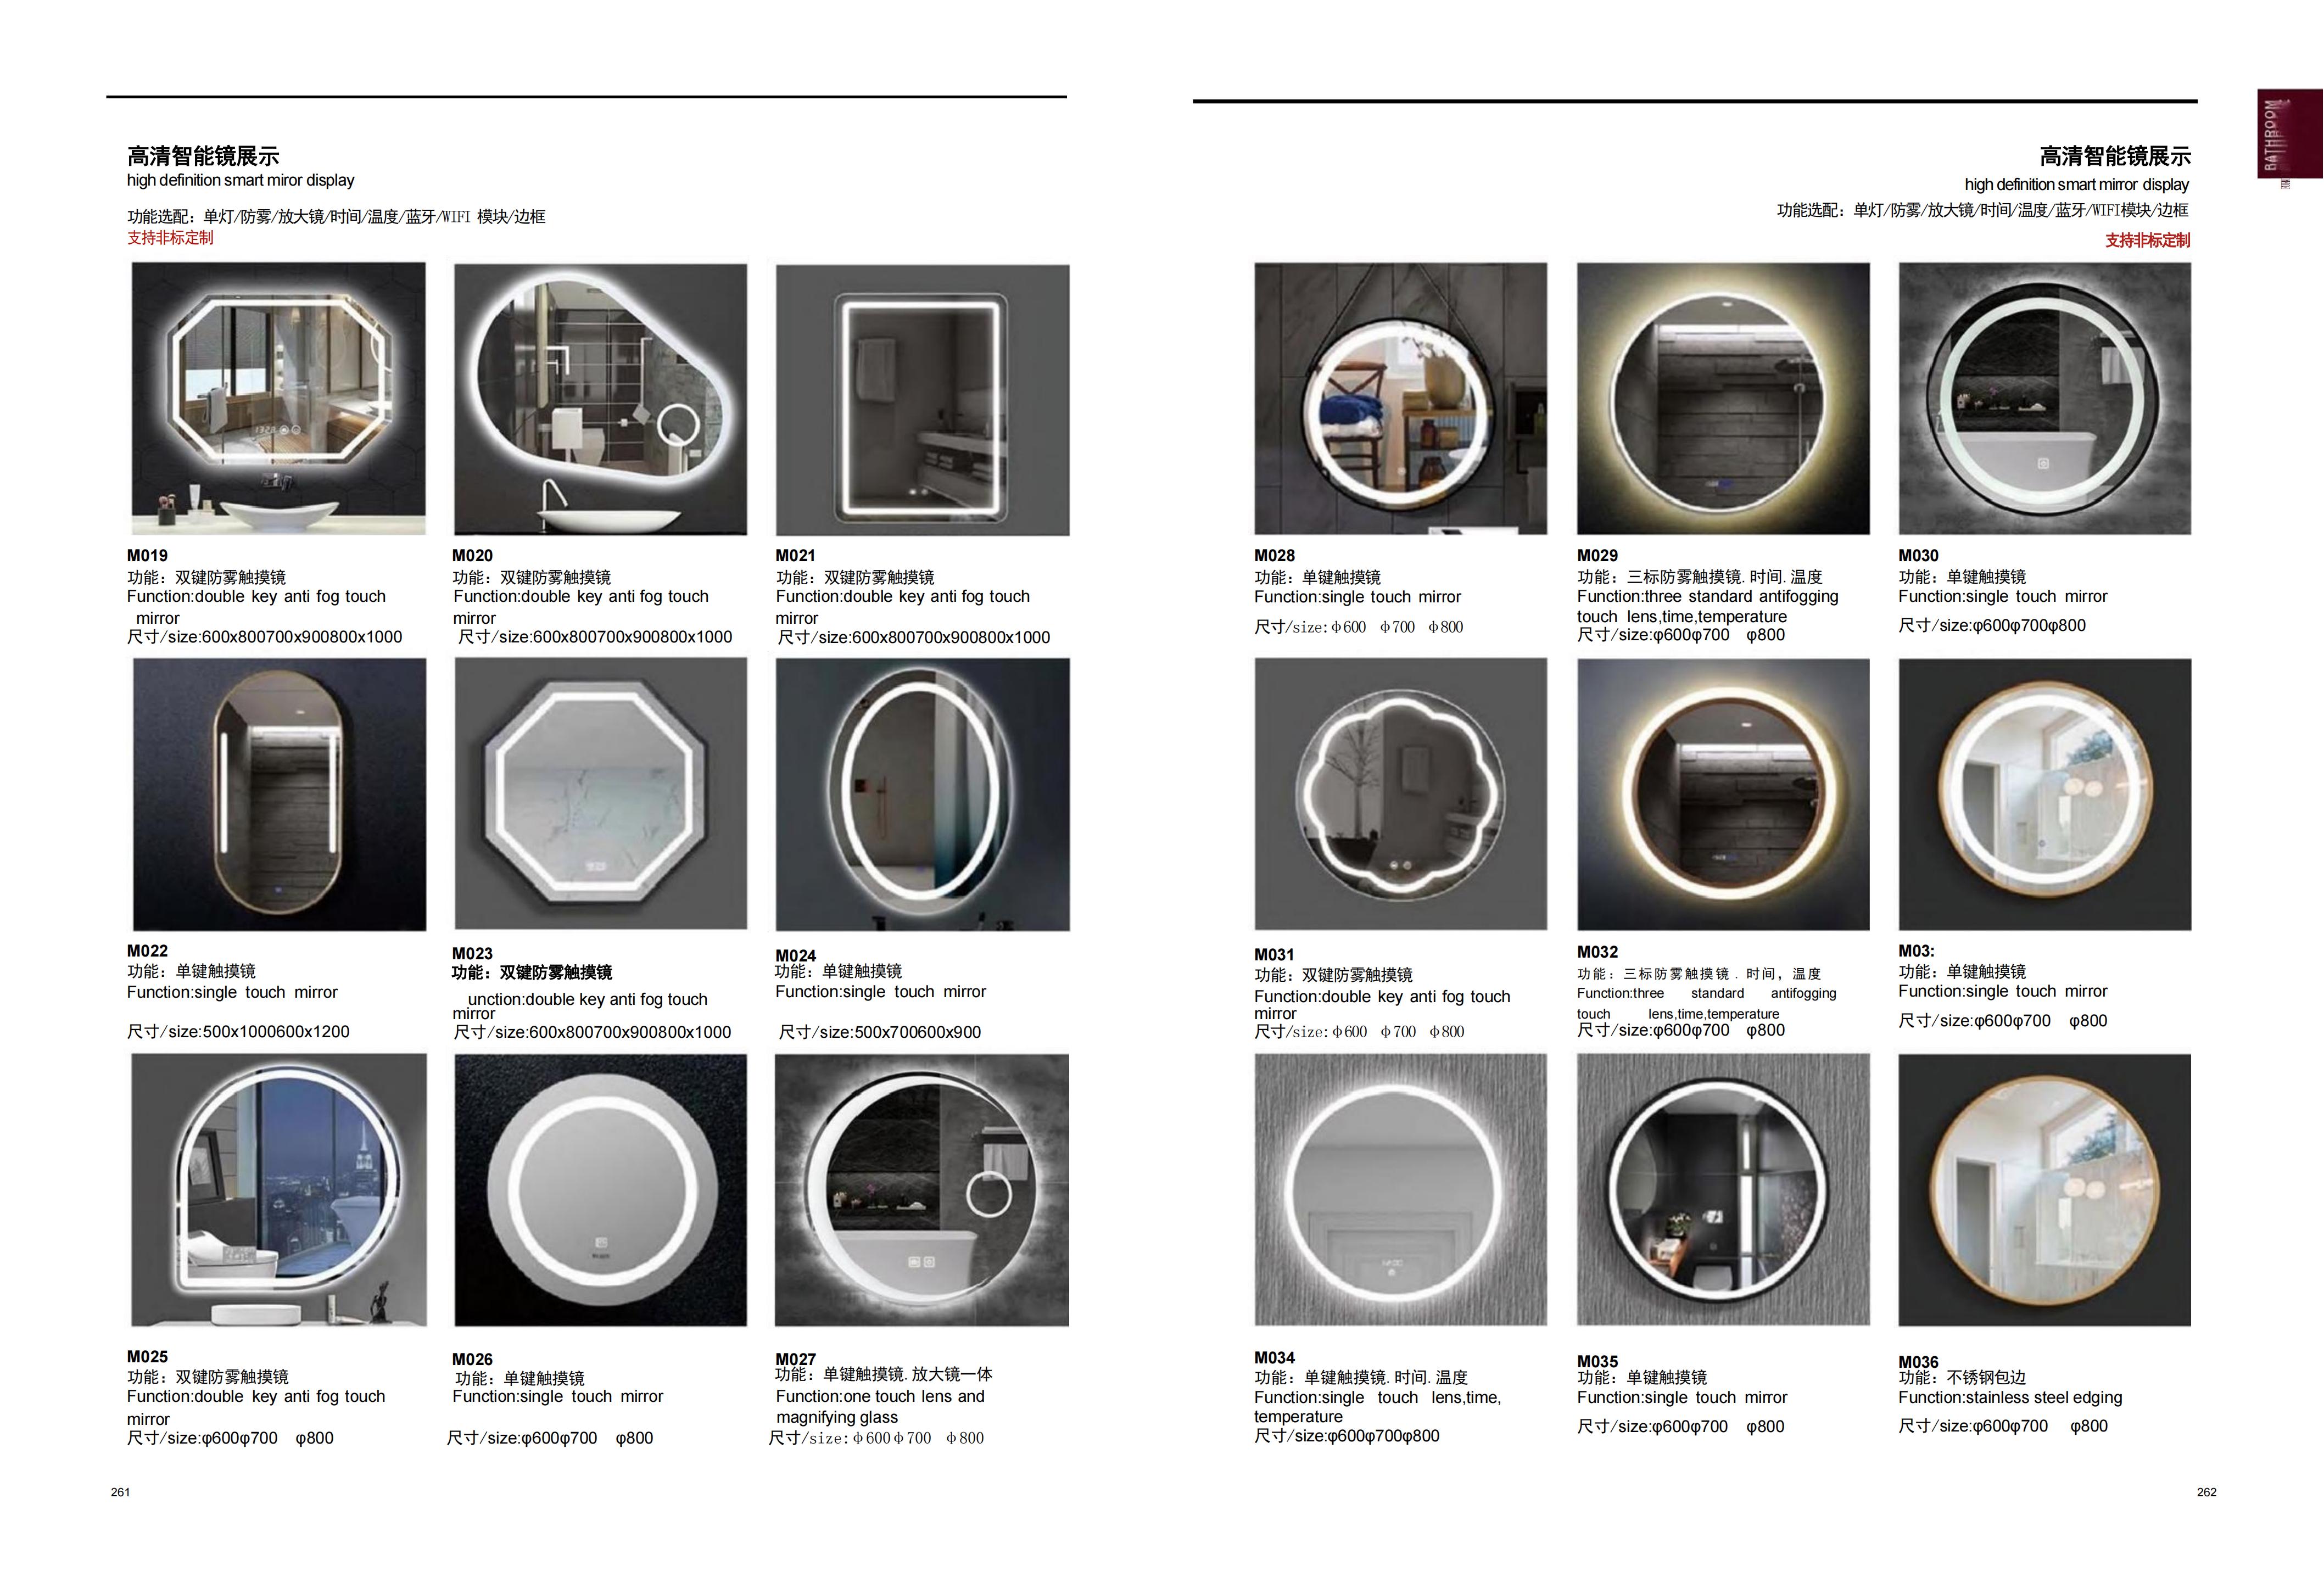 高清智能镜展示
high definition smart miror display
功能选配：单灯/防雾/放大镜/时间/温度/蓝牙/WIFI 模块/边框
支持非标定制
M019
功能：双键防雾触摸镜
Function:double key anti fog touch
mirror
尺寸/size:600x800700x900800x1000
M020
功能：双键防雾触摸镜
Function:double key anti fog touch
mirror
尺寸/size:600x800700x900800x1000
M021
功能：双键防雾触摸镜
Function:double key anti fog touch
mirror
尺寸/size:600x800700x900800x1000
M022
功能：单键触摸镜
Function:single touch mirror
尺寸/size:500x1000600x1200
M023
功能：双键防雾触摸镜
unction:double key anti fog touch
mirror
尺寸/size:600x800700x900800x1000
M024
功能：单键触摸镜
Function:single touch mirror
尺寸/size:500x700600x900
M025
功能：双键防雾触摸镜
Function:double key anti fog touch
mirror
尺寸/size:φ600φ700 φ800
M026
功能：单键触摸镜
Function:single touch mirror
尺寸/size:φ600φ700 φ800
M027
功能：单键触摸镜.放大镜一体
Function:one touch lens and
magnifying glass
尺寸/size:φ600φ700 φ800
261
BATHROOM
高清智能镜展示
high definition smart mirror display
功能选配：单灯/防雾/放大镜/时间/温度/蓝牙/WIFI模块/边框
支持非标定制
M028
功能：单键触摸镜
Function:single touch mirror
尺寸/size:φ600 φ700 φ800
M029
功能：三标防雾触摸镜.时间.温度
Function:three standard antifogging
touch lens,time,temperature
尺寸/size:φ600φ700 φ800
M030
功能：单键触摸镜
Function:single touch mirror
尺寸/size:φ600φ700φ800
M031
功能：双键防雾触摸镜
Function:double key anti fog touch
mirror
尺寸/size:φ600 φ700 φ800
M032
功能：三标防雾触摸镜.时间，温度
Function:three standard antifogging
touch lens,time,temperature
尺寸/size:φ600φ700 φ800
M03:
功能：单键触摸镜
Function:single touch mirror
尺寸/size:φ600φ700 φ800
M034
功能：单键触摸镜.时间.温度
Function:single touch lens,time,
temperature
尺寸/size:φ600φ700φ800
M035
功能：单键触摸镜
Function:single touch mirror
尺寸/size:φ600φ700 φ800
M036
功能：不锈钢包边
Function:stainless steel edging
尺寸/size:φ600φ700 φ800
262